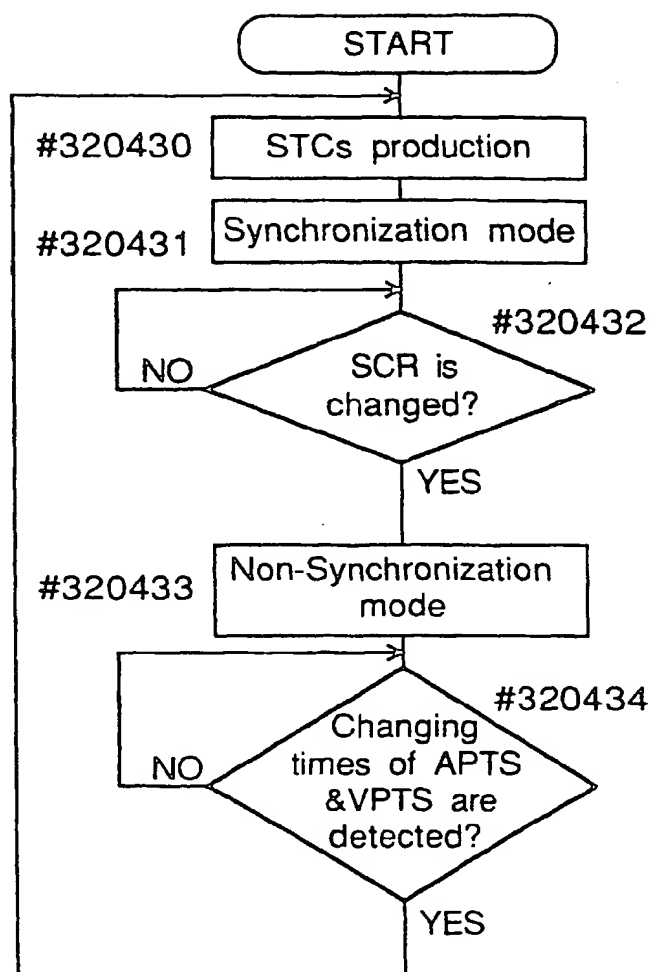 START
#320430
STCs production
#320431
Synchronization mode
#320432
SCR is
changed?
NO
YES
#320433
Non-Synchronization
mode
#320434
Changing
times of APTS
&VPTS are
detected?
NO
YES